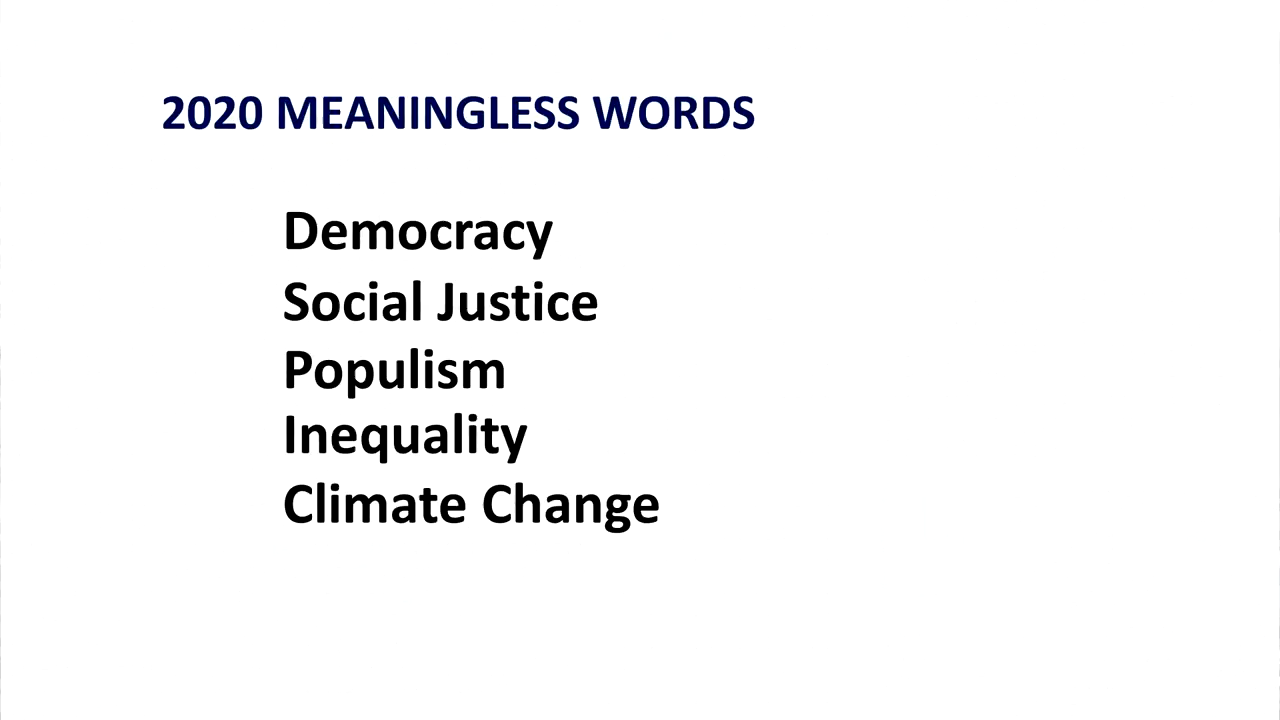 2020 MEANINGLESS WORDS
Democracy
Social Justice
Populism
Inequality
Climate Change